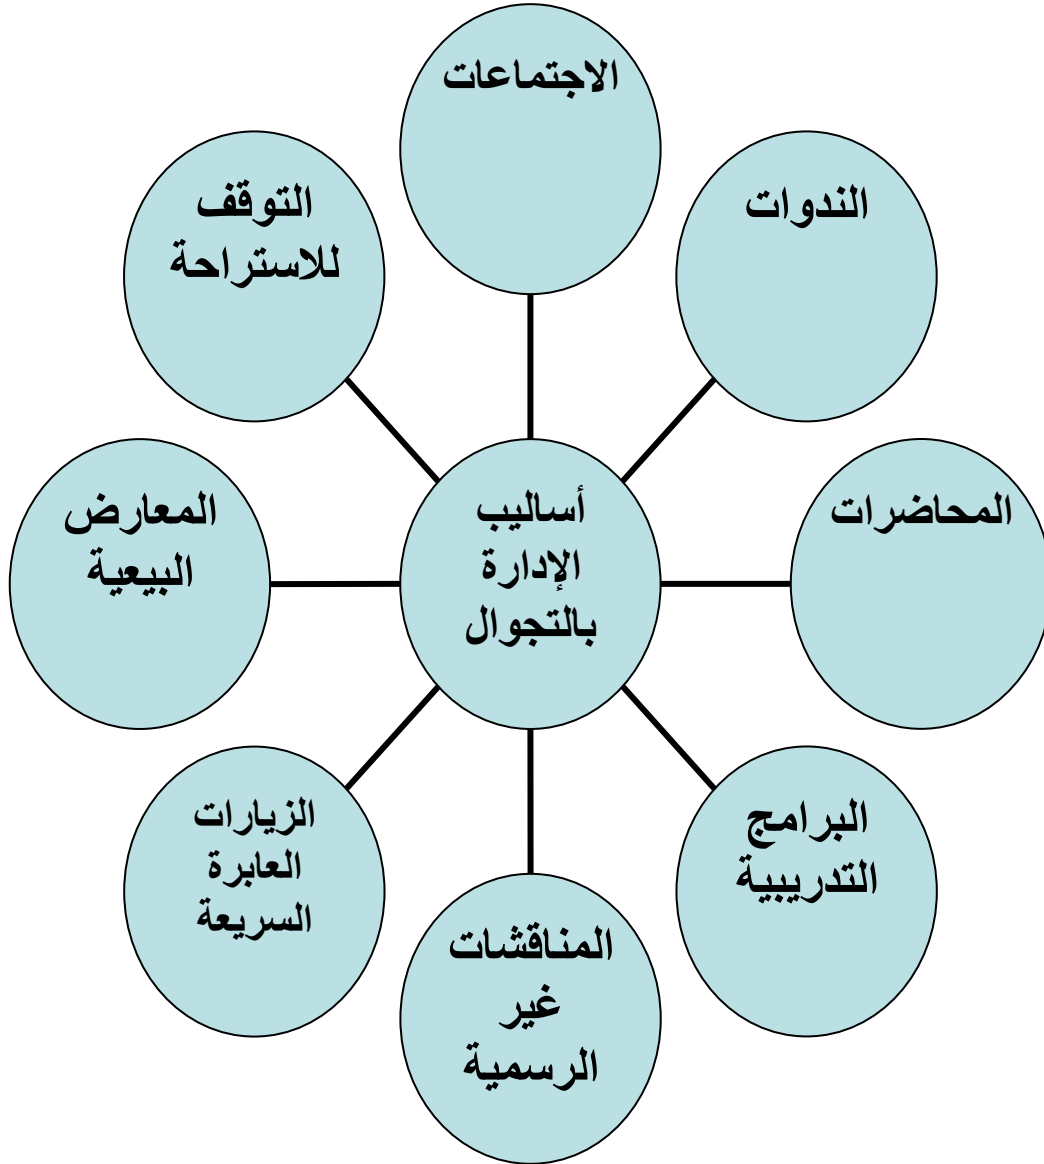 الاجتماعات
الندوات
المحاضرات
البرامج
التدريبية
المناقشات
غير
الرسمية
الزيارات
العابرة
السريعة
المعارض
البيعية
التوقف
للاستراحة
أساليب
الإدارة
بالتجوال